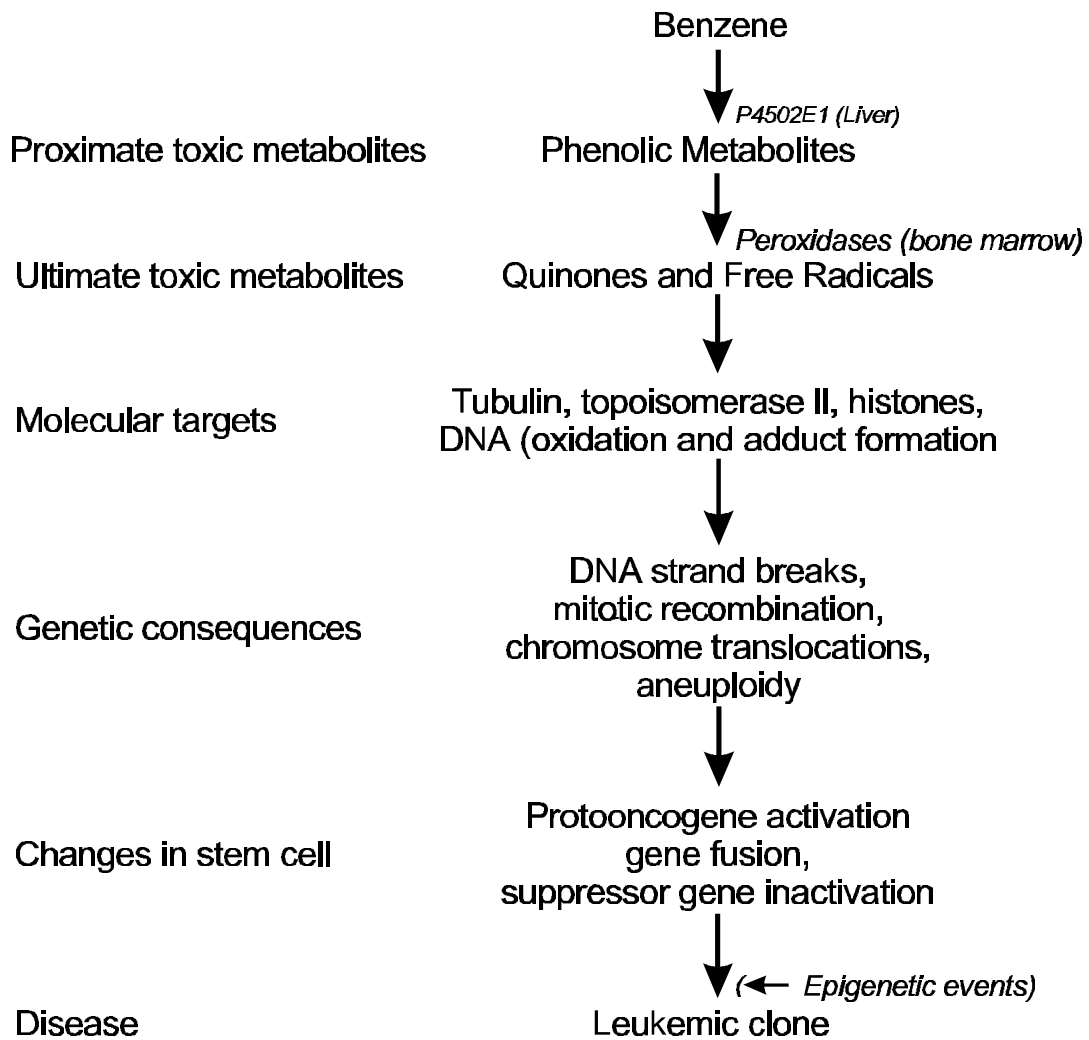 Benzene
P4502E1 (Liver)
Proximate toxic metabolites
Phenolic Metabolites
Peroxidases (bone marrow)
Ultimate toxic metabolites
Quinones and Free Radicals
Molecular targets
Tubulin, topoisomerase II, histones,
DNA (oxidation and adduct formation
Genetic consequences
DNA strand breaks,
mitotic recombination,
chromosome translocations,
aneuploidy
Changes in stem cell
Protooncogene activation
gene fusion,
suppressor gene inactivation
(← Epigenetic events)
Disease
Leukemic clone